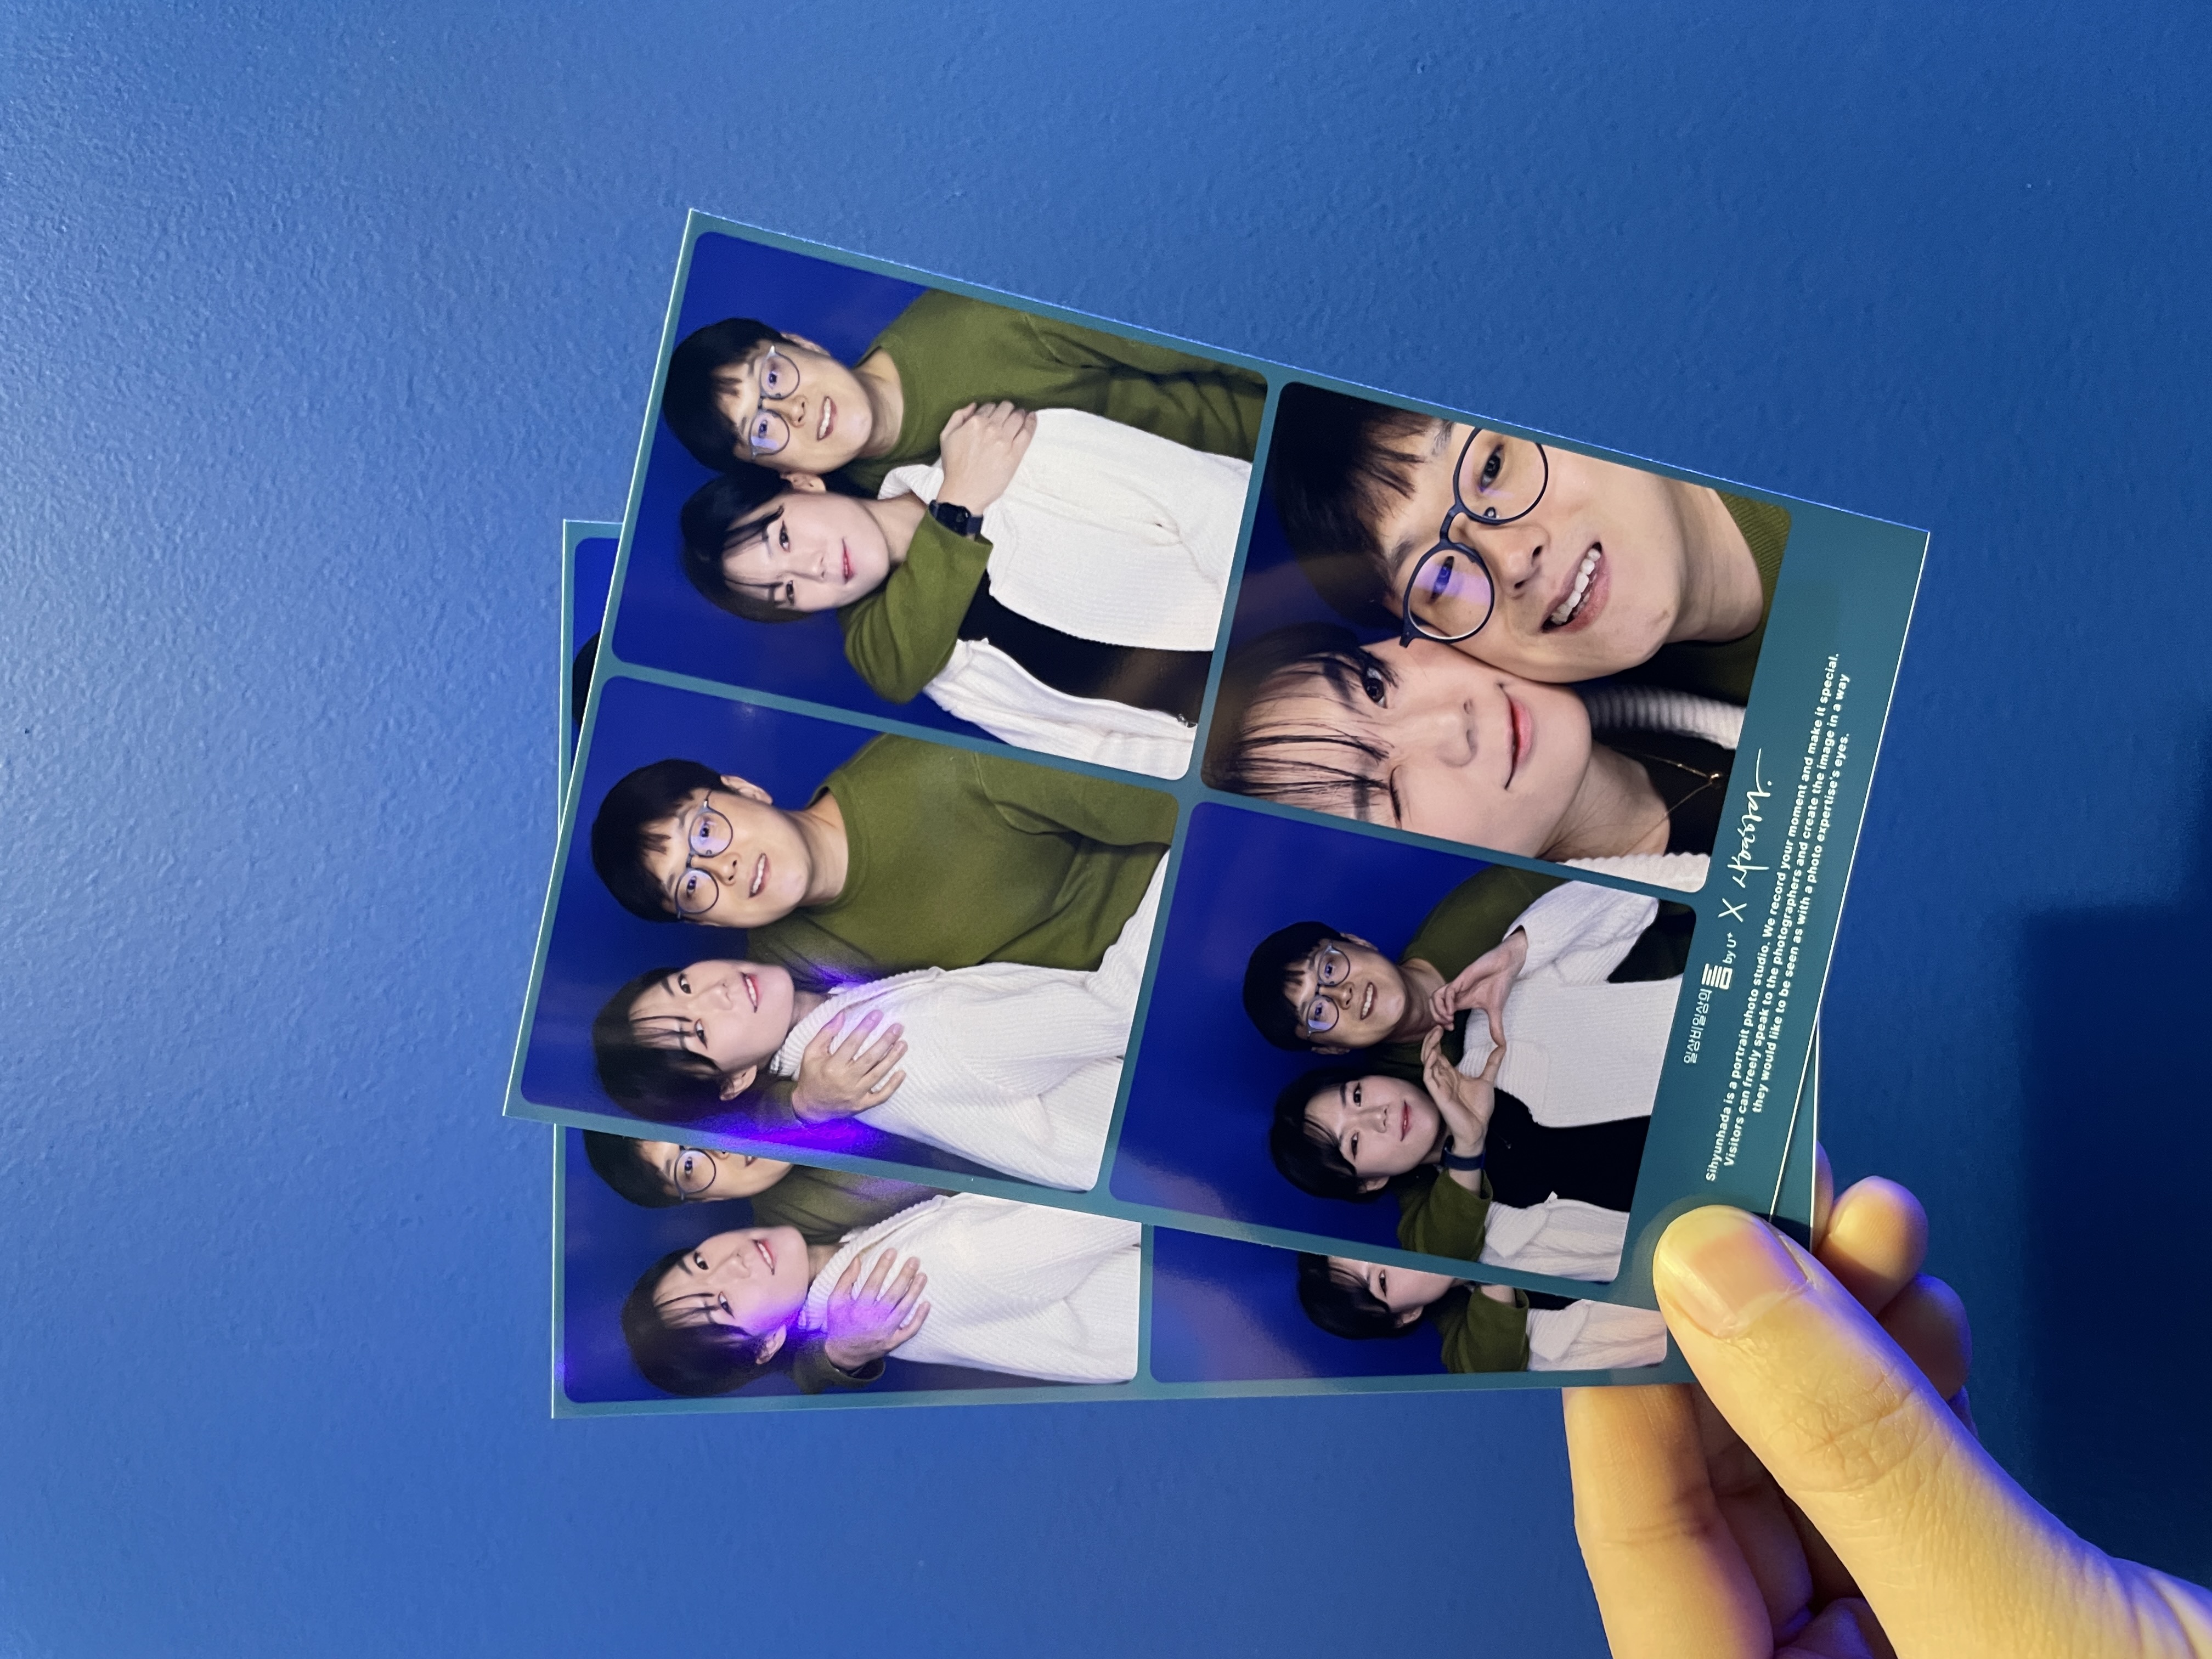 일상비일상의틈 by U+ X 시현하다.
Sihyunhada is a portrait photo studio. We record your moment and make it special.
Visitors can freely speak to the photographers and create the image in a way
they would like to be seen as with a photo expertise's eyes.